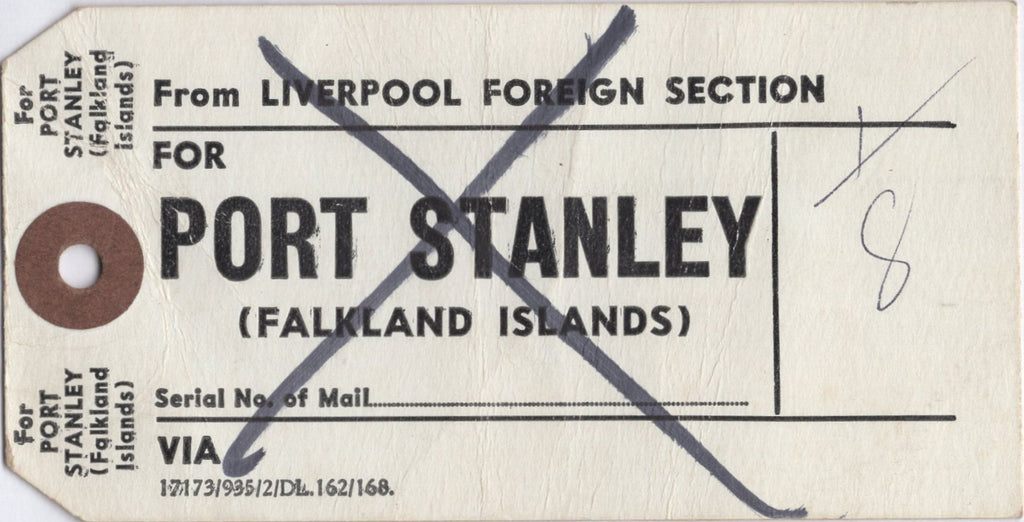 For
PORT
STANLEY
(Falkland
Islands)
From LIVERPOOL FOREIGN SECTION
FOR
PORT STANLEY
(FALKLAND ISLANDS)
Serial No. of Mail
VIA
17173/935/2/DL.162/168.
For
PORT
STANLEY
(Falkland
Islands)
8